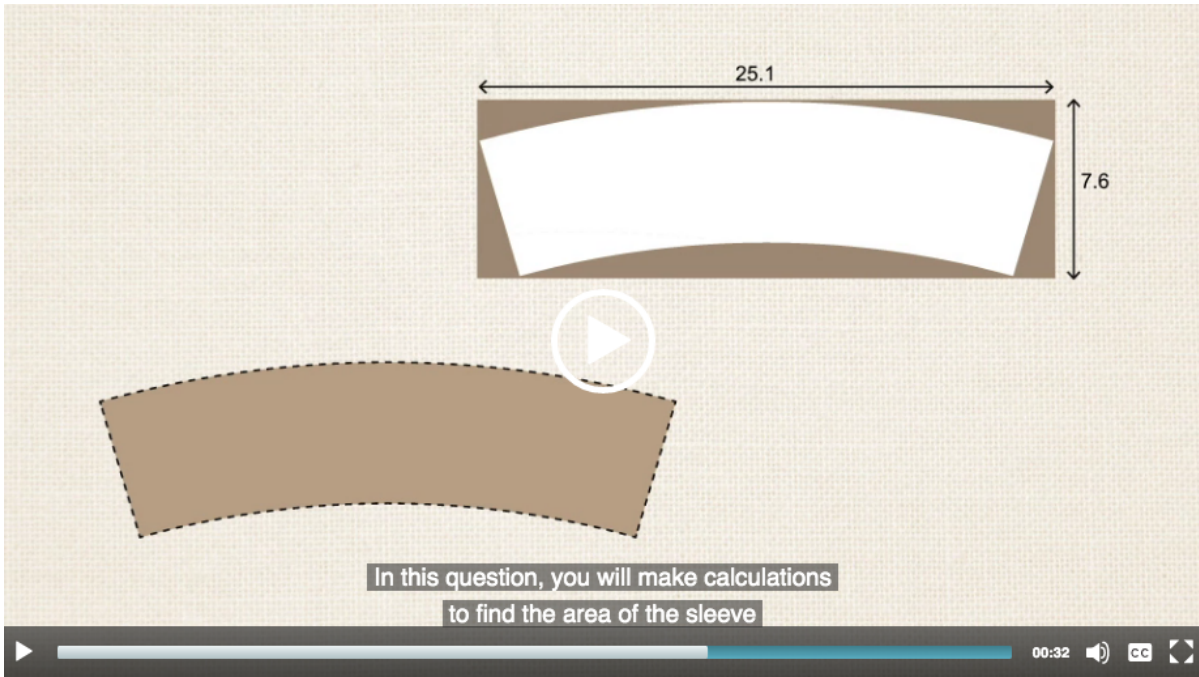 25.1
7.6
In this question, you will make calculations
to find the area of the sleeve
00:32
CC